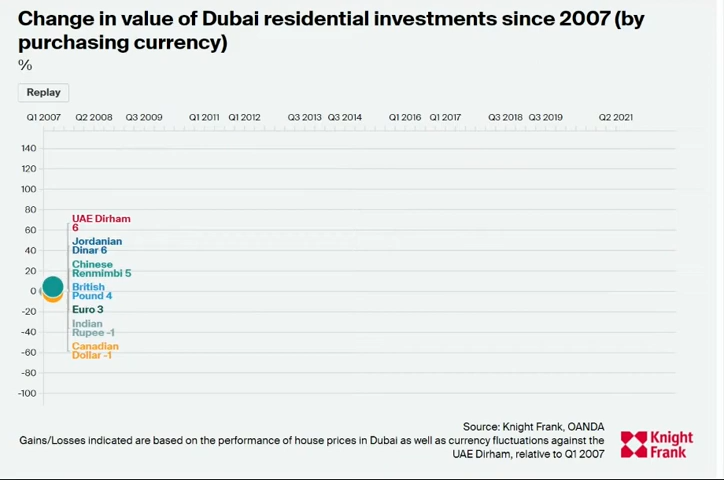 Change in value of Dubai residential investments since 2007 (by
purchasing currency)
%
Replay
Q1 2007 Q2 2008 Q3 2009 Q1 2011 Q1 2012 Q3 2013 Q3 2014 Q1 2016 Q1 2017 Q3 2018 Q3 2019 Q2 2021
140
120
100
80
60
40
20
0
-20
-40
-60
-80
-100
UAE Dirham
6
Jordanian
Dinar 6
Chinese
Renmimbi 5
British
Pound 4
Euro 3
Indian
Rupee -1
Canadian
Dollar -1
Source: Knight Frank, OANDA
Gains/Losses indicated are based on the performance of house prices in Dubai as well as currency fluctuations against the
UAE Dirham, relative to Q1 2007
Knight
Frank